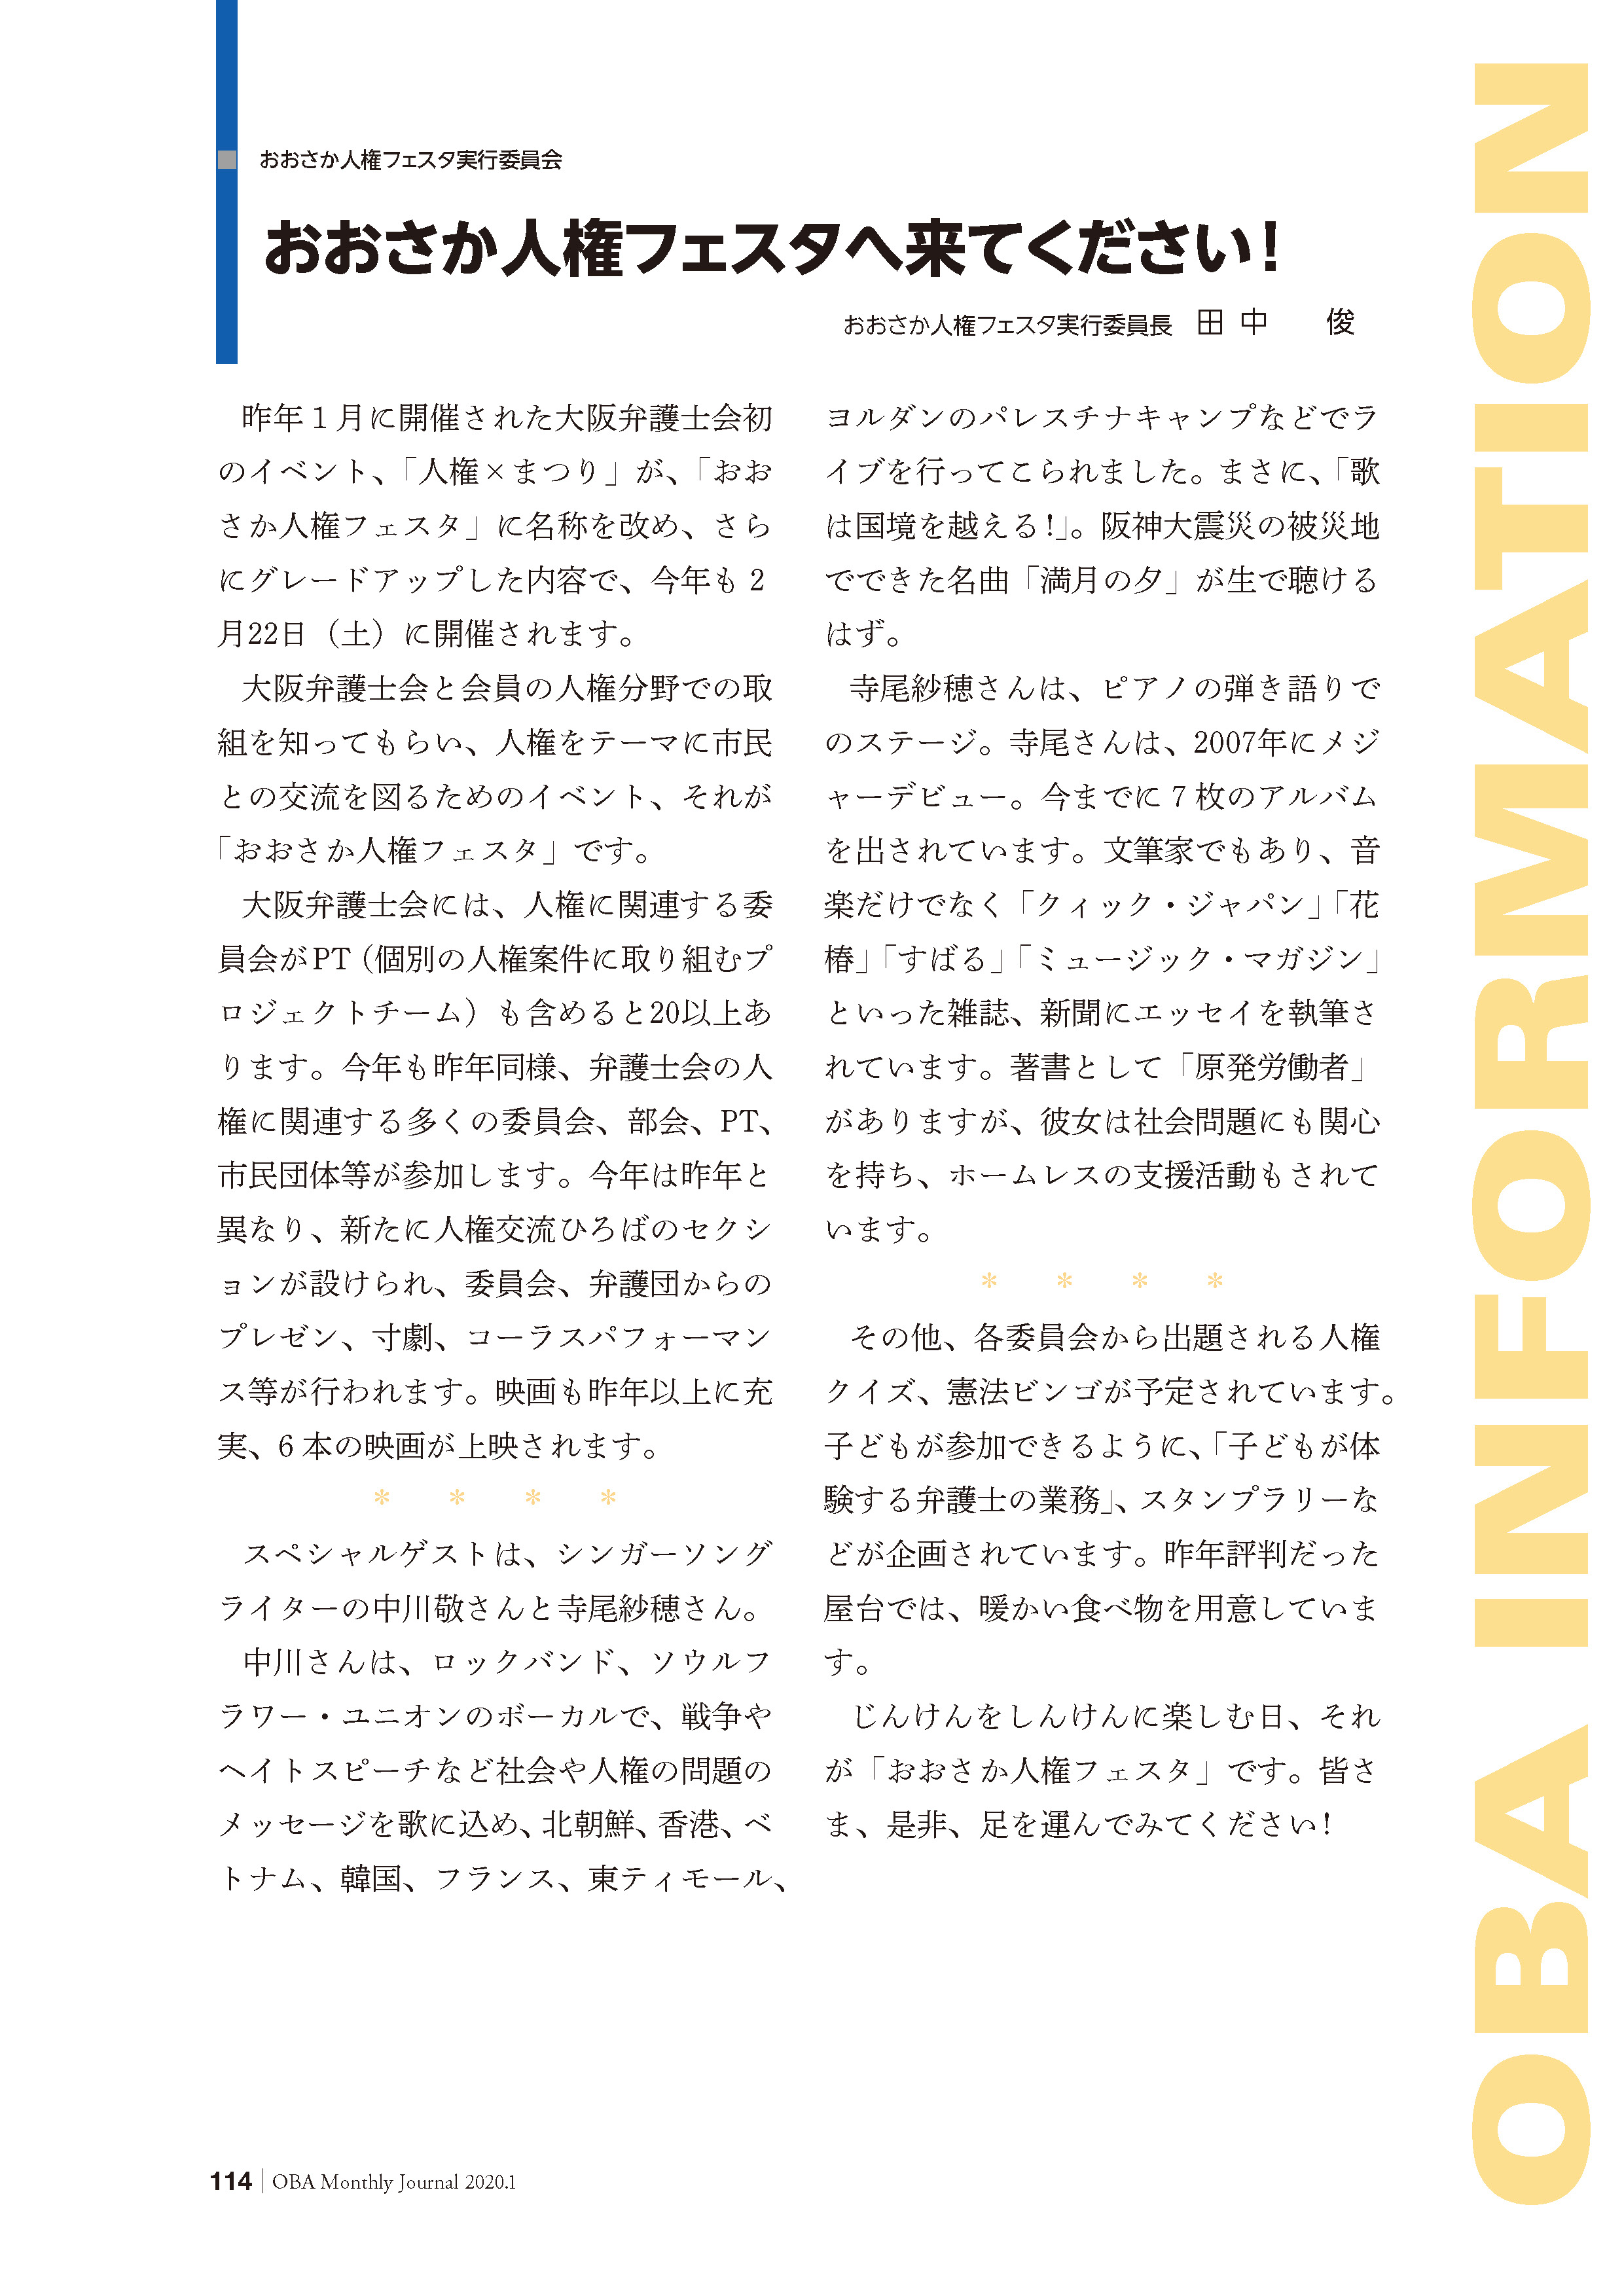 おおさか人権フェスタ実行委員会
おおさか人権フェスタへ来てください！
おおさか人権フェスタ実行委員長　田 中　俊
昨年１月に開催された大阪弁護士会初
のイベント、「人権×まつり」が、「おお
さか人権フェスタ」に名称を改め、さら
にグレードアップした内容で、今年も２
月22日（土）に開催されます。
大阪弁護士会と会員の人権分野での取
組を知ってもらい、人権をテーマに市民
との交流を図るためのイベント、それが
「おおさか人権フェスタ」です。
大阪弁護士会には、人権に関連する委
員会がPT（個別の人権案件に取り組むプ
ロジェクトチーム）も含めると20以上あ
ります。今年も昨年同様、弁護士会の人
権に関連する多くの委員会、部会、PT、
市民団体等が参加します。今年は昨年と
異なり、新たに人権交流ひろばのセクシ
ョンが設けられ、委員会、弁護団からの
プレゼン、寸劇、コーラスパフォーマン
ス等が行われます。映画も昨年以上に充
実、６本の映画が上映されます。
＊　＊　＊　＊
スペシャルゲストは、シンガーソング
ライターの中川敬さんと寺尾紗穂さん。
中川さんは、ロックバンド、ソウルフ
ラワー・ユニオンのボーカルで、戦争や
ヘイトスピーチなど社会や人権の問題の
メッセージを歌に込め、北朝鮮、香港、ベ
トナム、韓国、フランス、東ティモール、
ヨルダンのパレスチナキャンプなどでラ
イブを行ってこられました。まさに、「歌
は国境を越える！」。阪神大震災の被災地
でできた名曲「満月の夕」が生で聴ける
はず。
寺尾紗穂さんは、ピアノの弾き語りで
のステージ。寺尾さんは、2007年にメジ
ャーデビュー。今までに７枚のアルバム
を出されています。文筆家でもあり、音
楽だけでなく「クィック・ジャパン」「花
椿」「すばる」「ミュージック・マガジン」
といった雑誌、新聞にエッセイを執筆さ
れています。著書として「原発労働者」
がありますが、彼女は社会問題にも関心
を持ち、ホームレスの支援活動もされて
います。
＊　＊　＊　＊
その他、各委員会から出題される人権
クイズ、憲法ビンゴが予定されています。
子どもが参加できるように、「子どもが体
験する弁護士の業務」、スタンプラリーな
どが企画されています。昨年評判だった
屋台では、暖かい食べ物を用意していま
す。
じんけんをしんけんに楽しむ日、それ
が「おおさか人権フェスタ」です。皆さ
ま、是非、足を運んでみてください！
OBA INFORMATION
114 | OBA Monthly Journal 2020.1